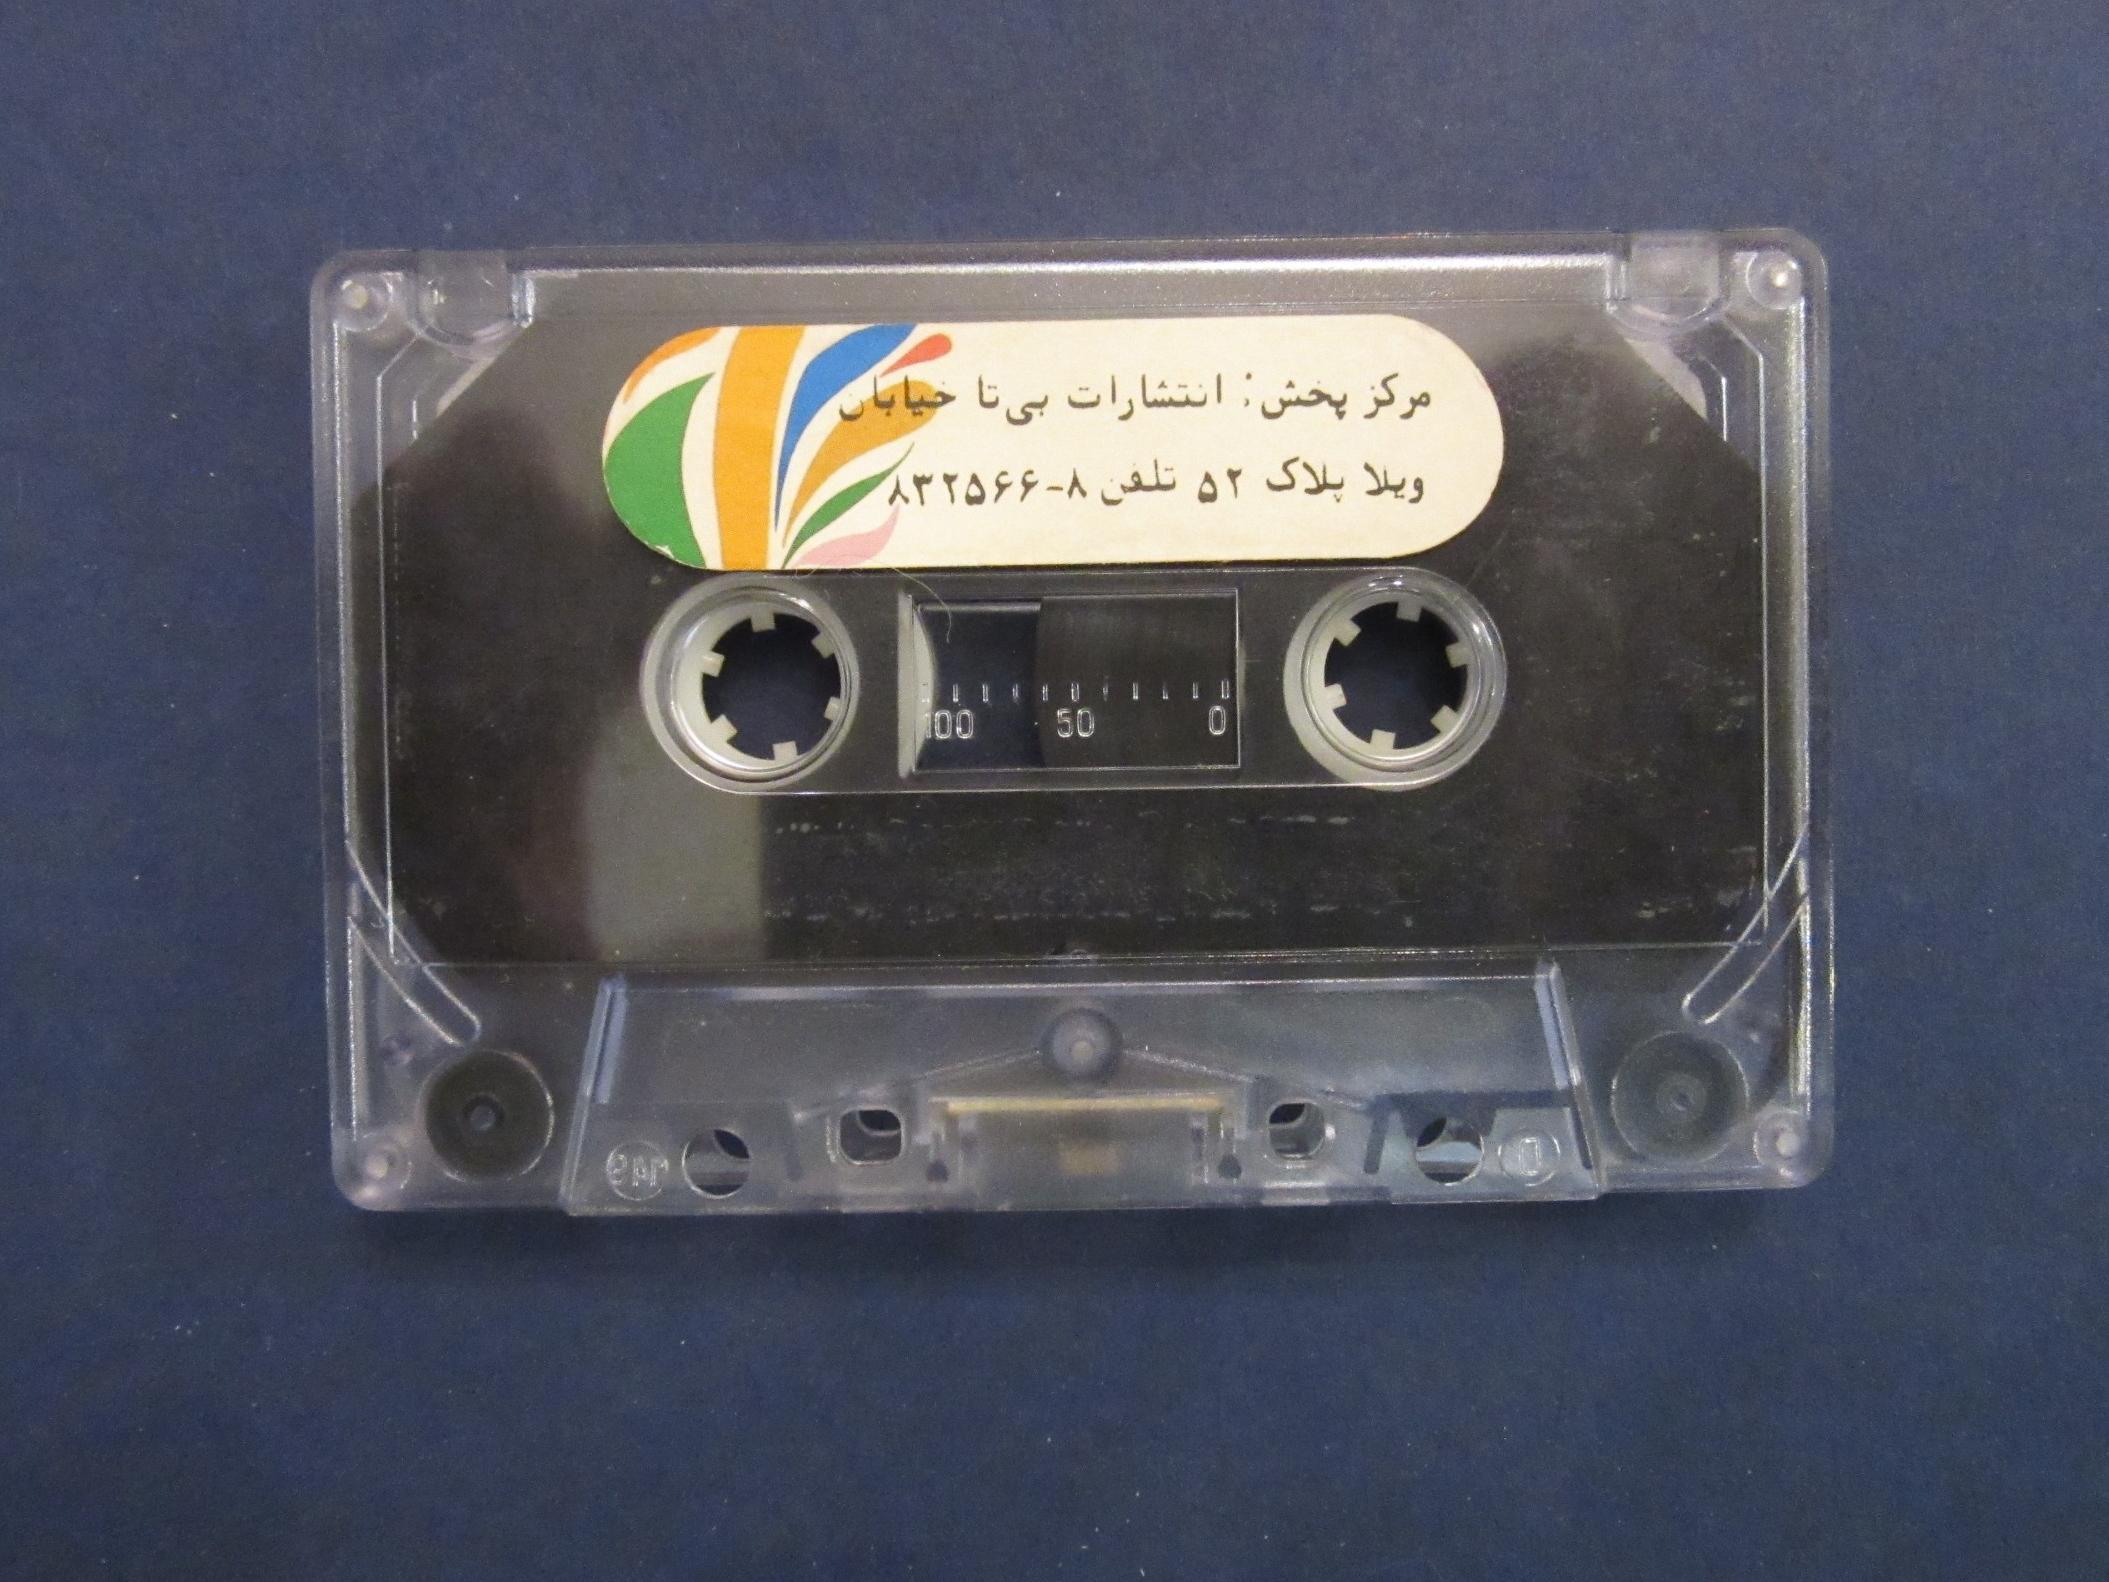 مرکز پخش: انتشارات بی‌تا خیابان
ویلا پلاک ۵۲ تلفن ۸-۸۳۲۵۶۶
100 50 0